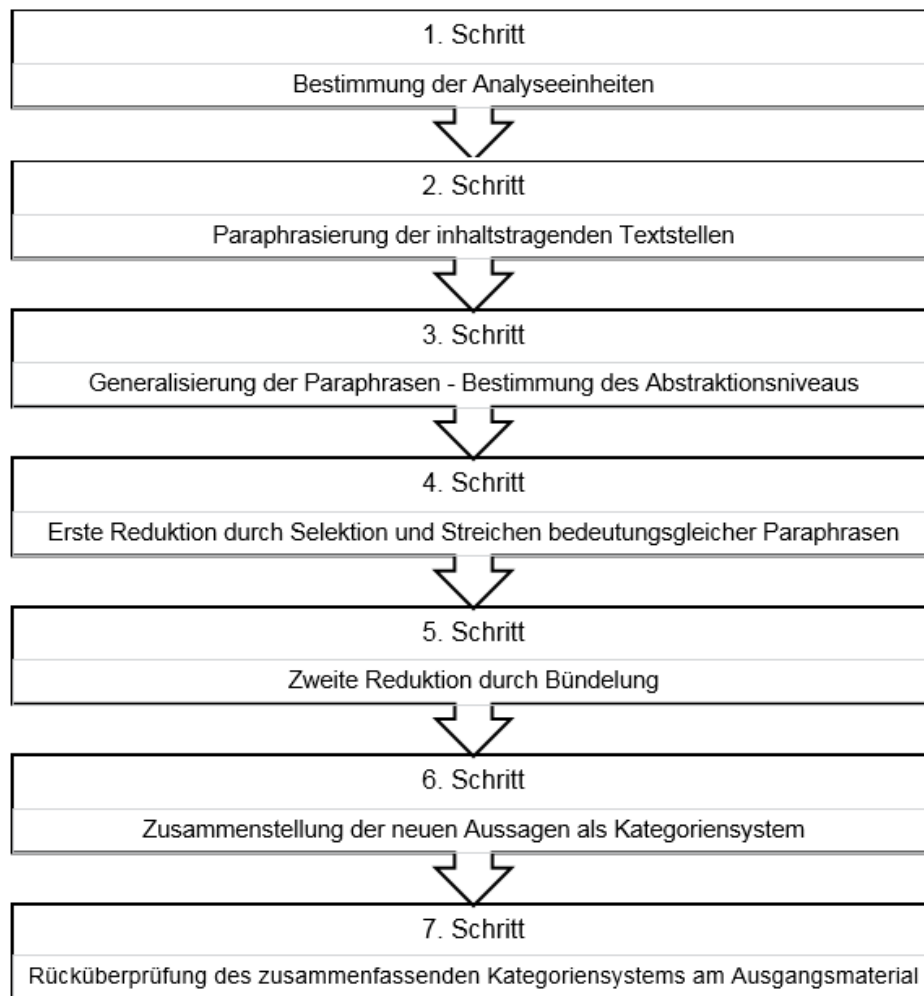 1. Schritt
Bestimmung der Analyseeinheiten
2. Schritt
Paraphrasierung der inhaltstragenden Textstellen
3. Schritt
Generalisierung der Paraphrasen - Bestimmung des Abstraktionsniveaus
4. Schritt
Erste Reduktion durch Selektion und Streichen bedeutungsgleicher Paraphrasen
5. Schritt
Zweite Reduktion durch Bündelung
6. Schritt
Zusammenstellung der neuen Aussagen als Kategoriensystem
7. Schritt
Rücküberprüfung des zusammenfassenden Kategoriensystems am Ausgangsmaterial